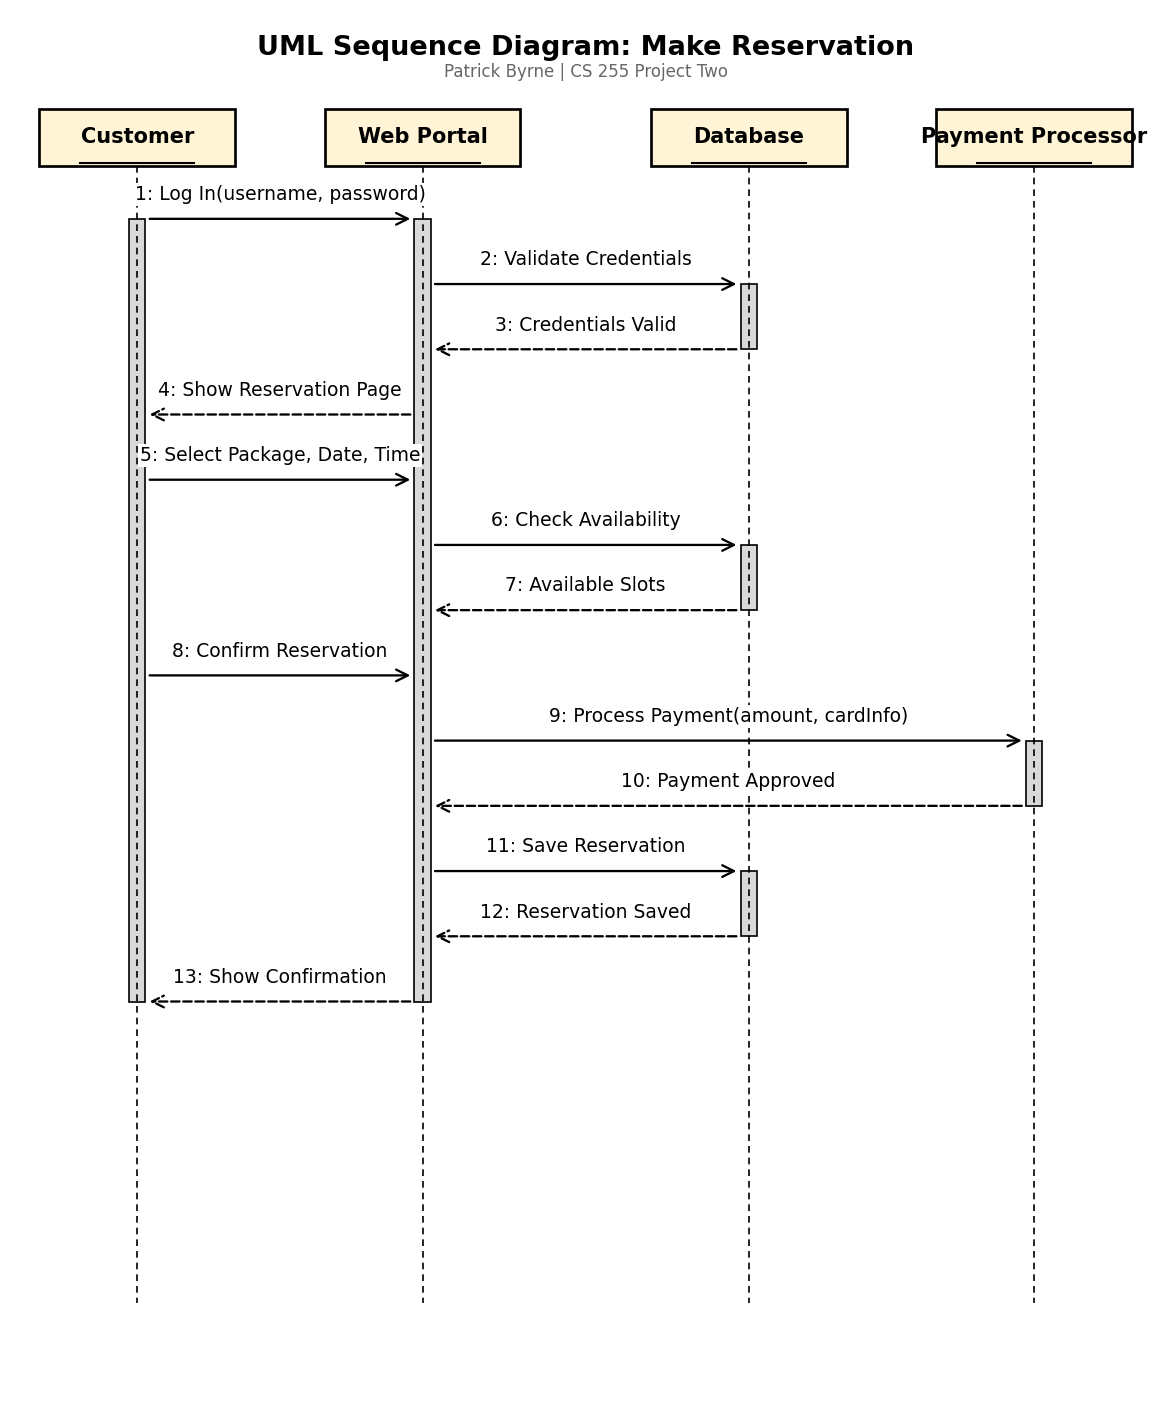 UML Sequence Diagram: Make Reservation
Patrick Byrne | CS 255 Project Two
Customer
Web Portal
Database
Payment Processor
1: Log In(username, password)
2: Validate Credentials
3: Credentials Valid
4: Show Reservation Page
5: Select Package, Date, Time
6: Check Availability
7: Available Slots
8: Confirm Reservation
9: Process Payment(amount, cardInfo)
10: Payment Approved
11: Save Reservation
12: Reservation Saved
13: Show Confirmation